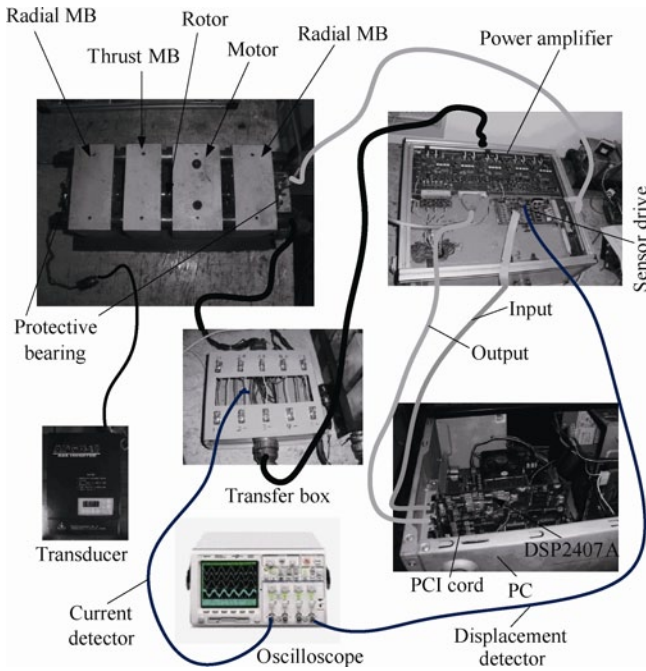 Radial MB
Thrust MB
Rotor
Motor
Radial MB
Power amplifier
Sensor drive
Protective
bearing
Input
Output
Transfer box
Transducer
DSP2407A
PCI cord
PC
Current
detector
Oscilloscope
Displacement
detector